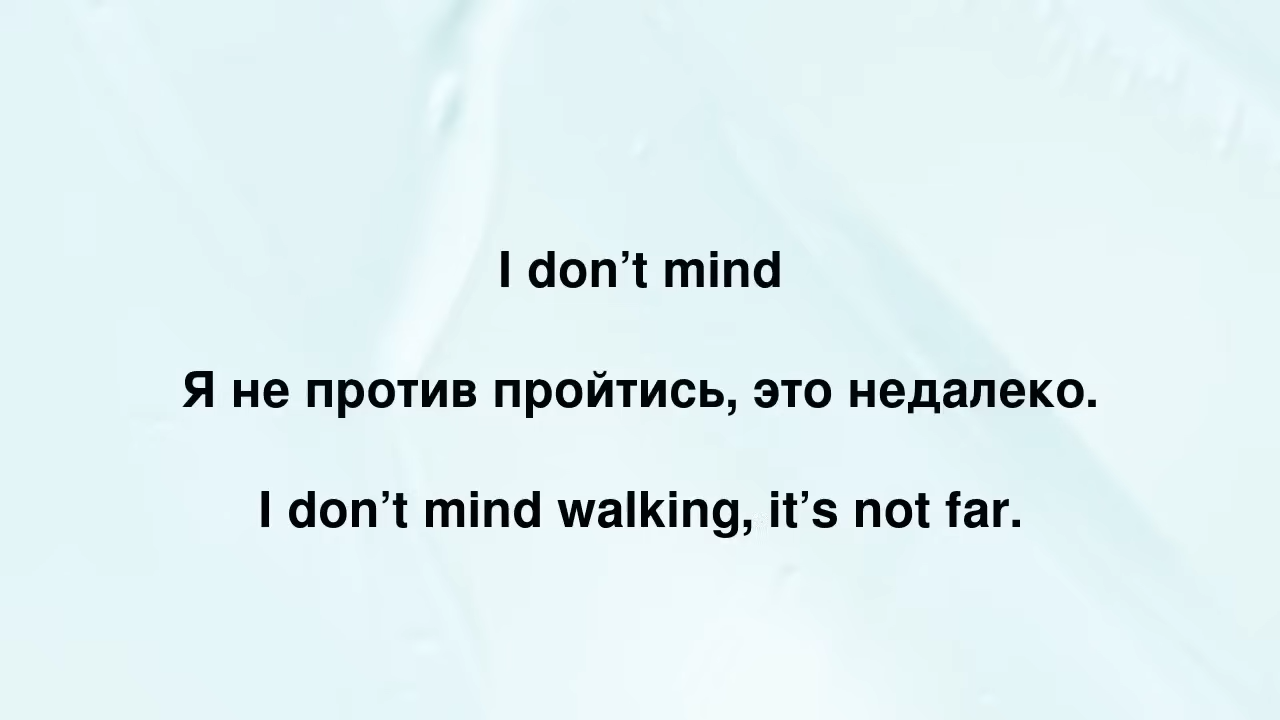 I don’t mind
Я не против пройтись, это недалеко.
I don’t mind walking, it’s not far.